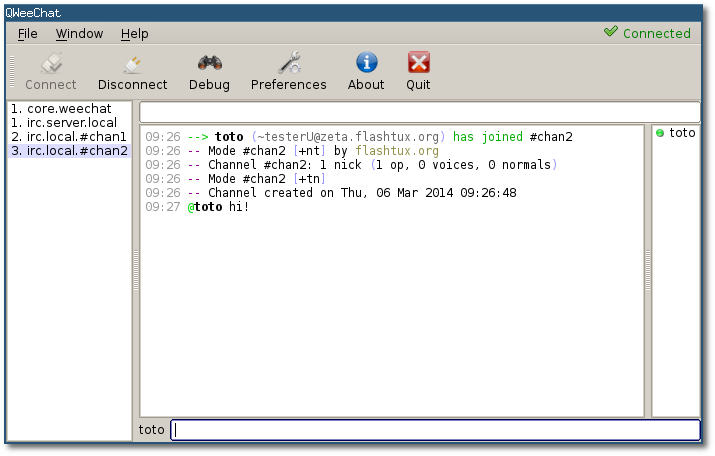 QWeeChat
File Window Help Connected
Connect Disconnect Debug Preferences About Quit
1. core.weechat
1. irc.server.local
2. irc.local.#chan1
3. irc.local.#chan2
09:26 --> toto (~testerU@zeta.flashtux.org) has joined #chan2
09:26 -- Mode #chan2 [+nt] by flashtux.org
09:26 -- Channel #chan2: 1 nick (1 op, 0 voices, 0 normals)
09:26 -- Mode #chan2 [+tn]
09:26 -- Channel created on Thu, 06 Mar 2014 09:26:48
09:27 @toto hi!
toto
toto